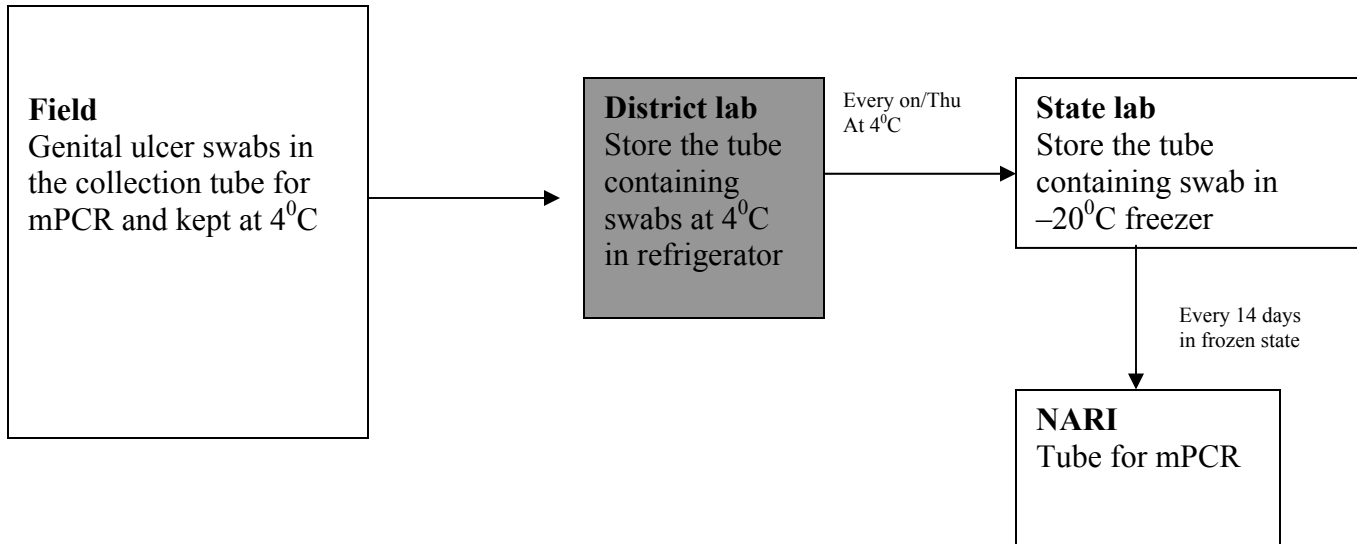 Field
Genital ulcer swabs in
the collection tube for
mPCR and kept at 4⁰C
District lab
Store the tube
containing
swabs at 4⁰C
in refrigerator
Every on/Thu
At 4⁰C
State lab
Store the tube
containing swab in
–20⁰C freezer
Every 14 days
in frozen state
NARI
Tube for mPCR